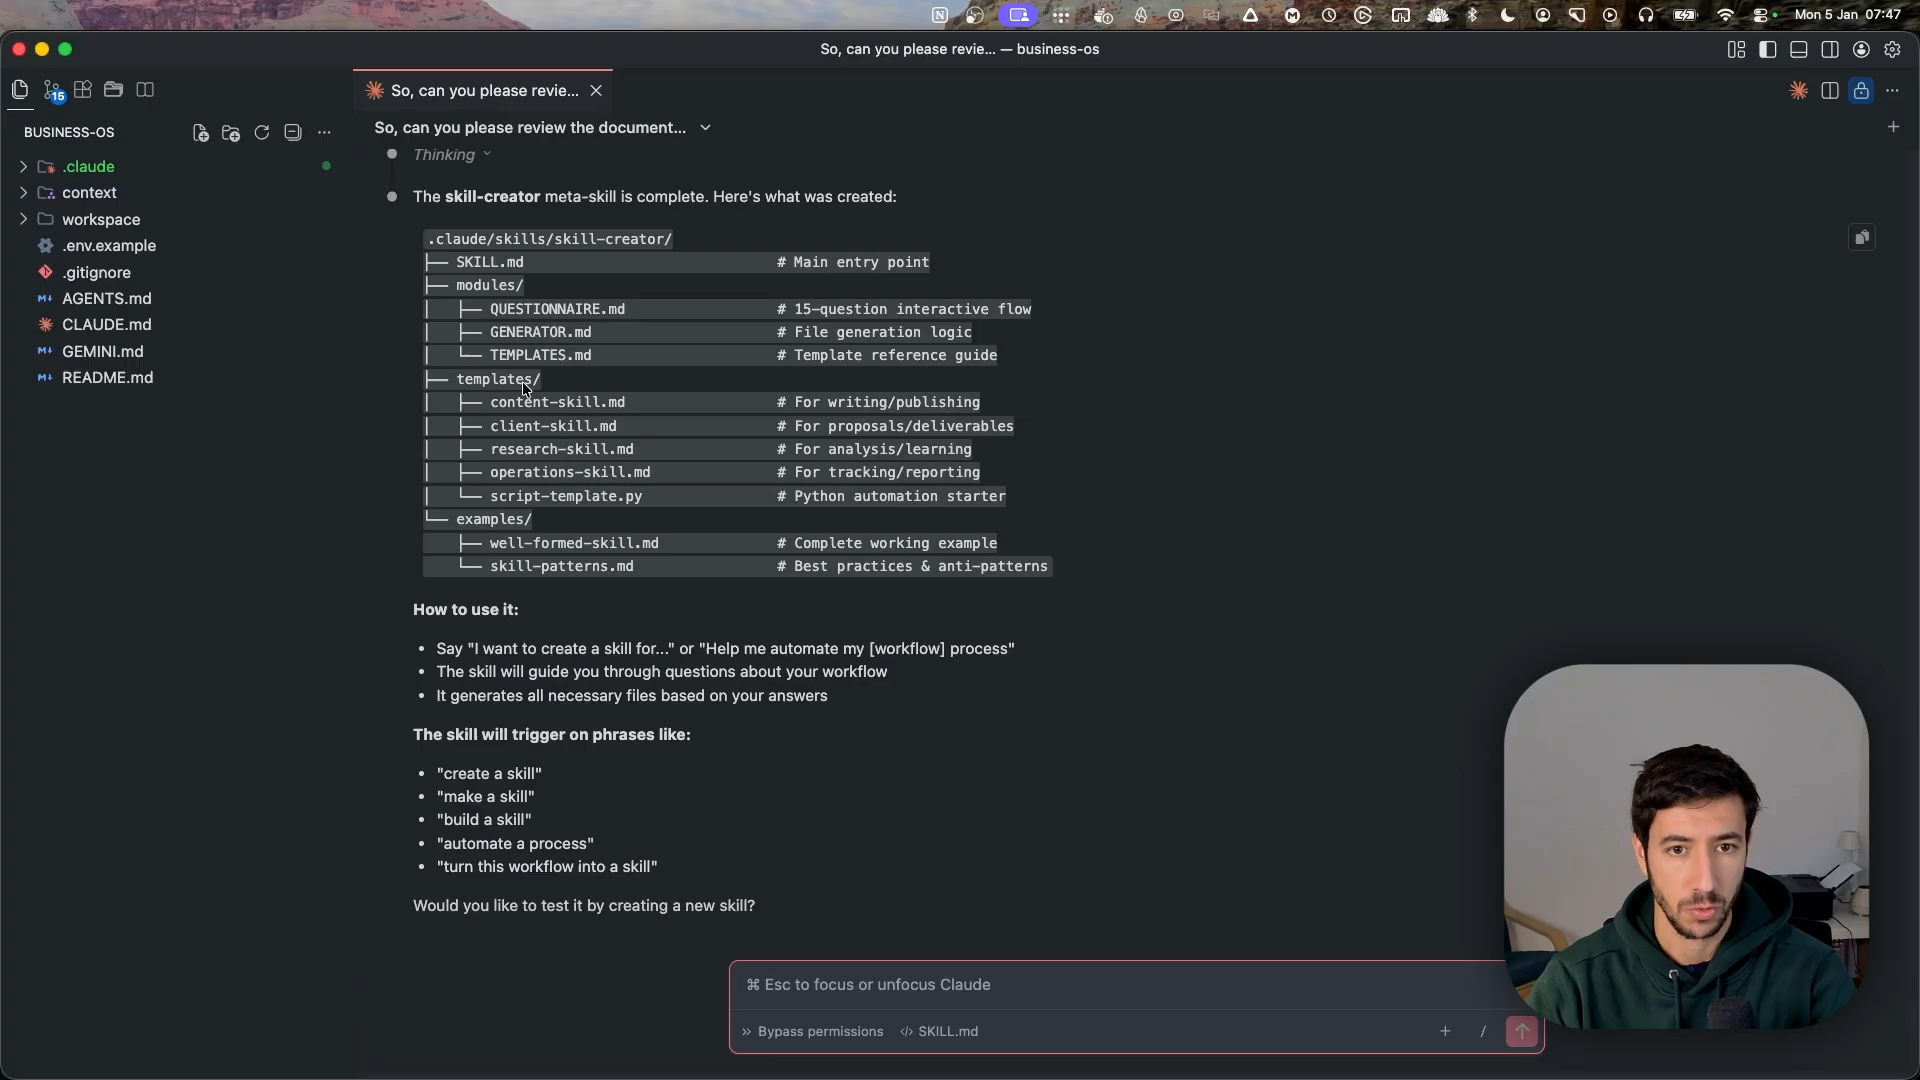 Mon 5 Jan 07:47
So, can you please revie... — business-os
15
So, can you please revie...
BUSINESS-OS
So, can you please review the document...
.claude
context
workspace
.env.example
.gitignore
AGENTS.md
CLAUDE.md
GEMINI.md
README.md
Thinking
The skill-creator meta-skill is complete. Here's what was created:
.claude/skills/skill-creator/
├── SKILL.md # Main entry point
├── modules/
│ ├── QUESTIONNAIRE.md # 15-question interactive flow
│ ├── GENERATOR.md # File generation logic
│ └── TEMPLATES.md # Template reference guide
├── templates/
│ ├── content-skill.md # For writing/publishing
│ ├── client-skill.md # For proposals/deliverables
│ ├── research-skill.md # For analysis/learning
│ ├── operations-skill.md # For tracking/reporting
│ └── script-template.py # Python automation starter
└── examples/
├── well-formed-skill.md # Complete working example
└── skill-patterns.md # Best practices & anti-patterns
How to use it:
• Say "I want to create a skill for..." or "Help me automate my [workflow] process"
• The skill will guide you through questions about your workflow
• It generates all necessary files based on your answers
The skill will trigger on phrases like:
• "create a skill"
• "make a skill"
• "build a skill"
• "automate a process"
• "turn this workflow into a skill"
Would you like to test it by creating a new skill?
⌘ Esc to focus or unfocus Claude
» Bypass permissions </> SKILL.md + /